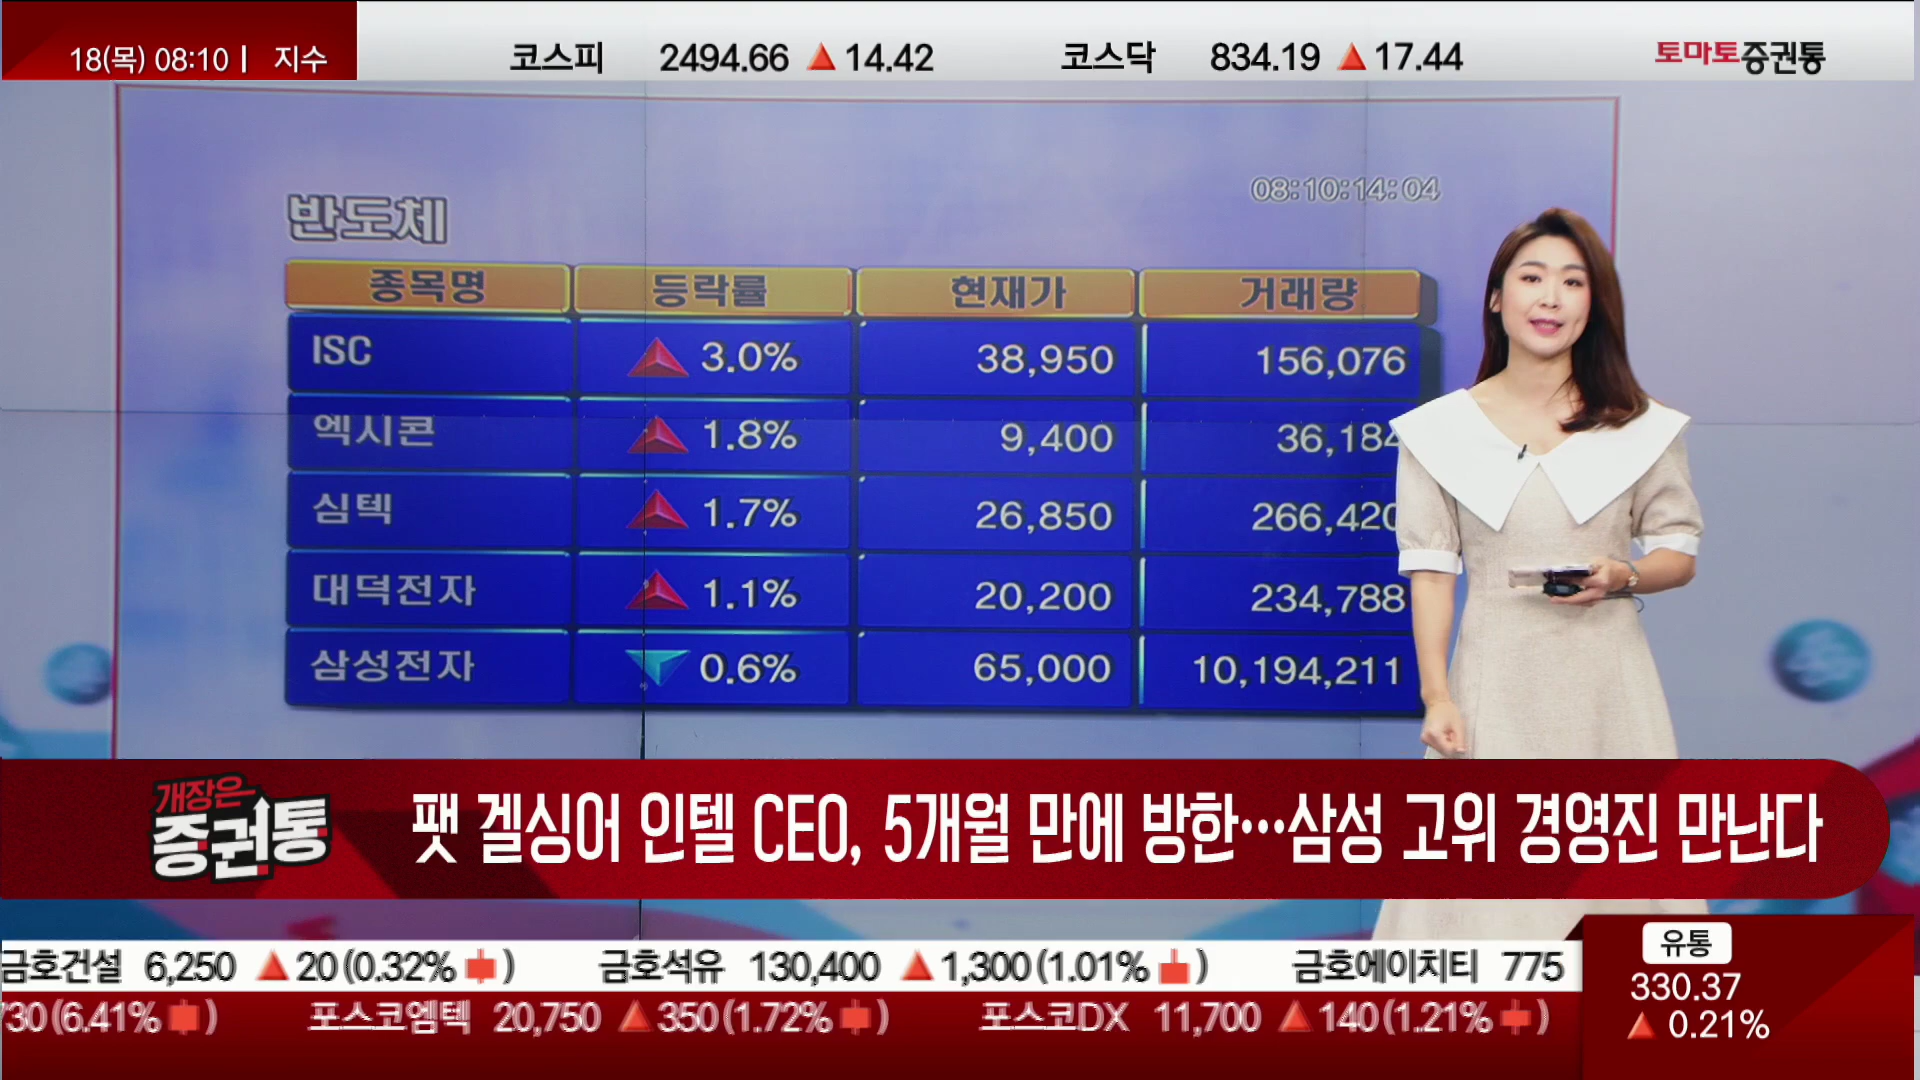 18(목) 08:10 | 지수 코스피 2494.66 ▲ 14.42 코스닥 834.19 ▲ 17.44 토마토증권통
08:10:14:04
반도체
종목명 등락률 현재가 거래량
ISC ▲ 3.0% 38,950 156,076
엑시콘 ▲ 1.8% 9,400 36,184
심텍 ▲ 1.7% 26,850 266,420
대덕전자 ▲ 1.1% 20,200 234,788
삼성전자 ▼ 0.6% 65,000 10,194,211
개장은
증권통
팻 겔싱어 인텔 CEO, 5개월 만에 방한…삼성 고위 경영진 만난다
금호건설 6,250 ▲ 20 (0.32%) 금호석유 130,400 ▲ 1,300 (1.01%) 금호에이치티 775
730 (6.41%) 포스코엠텍 20,750 ▲ 350 (1.72%) 포스코DX 11,700 ▲ 140 (1.21%)
유통
330.37
▲ 0.21%